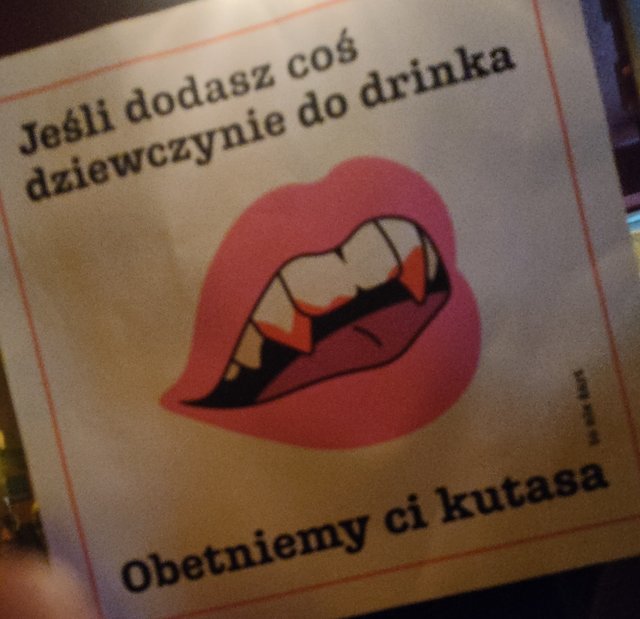 Jeśli dodasz coś
dziewczynie do drinka
Obetniemy ci kutasa